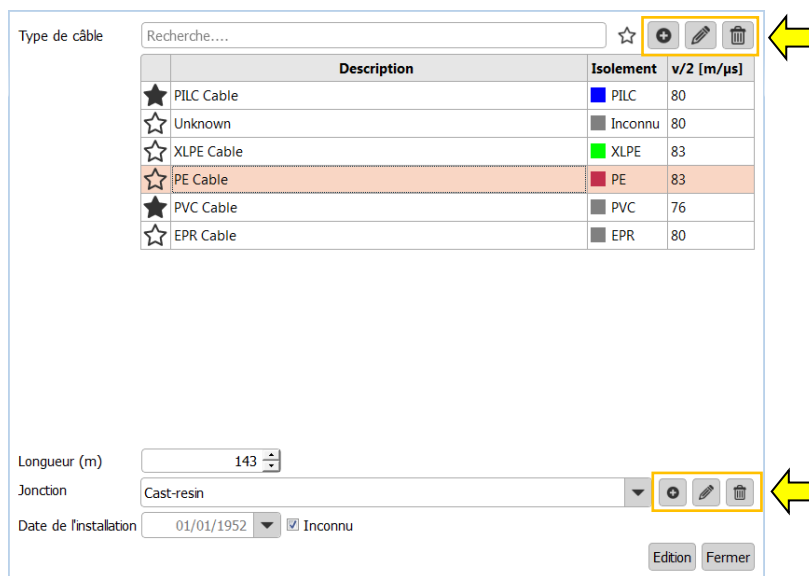 Type de câble Recherche....
Description Isolement v/2 [m/µs]
PILC Cable PILC 80
Unknown Inconnu 80
XLPE Cable XLPE 83
PE Cable PE 83
PVC Cable PVC 76
EPR Cable EPR 80
Longueur (m) 143
Jonction Cast-resin
Date de l'installation 01/01/1952 Inconnu
Edition Fermer